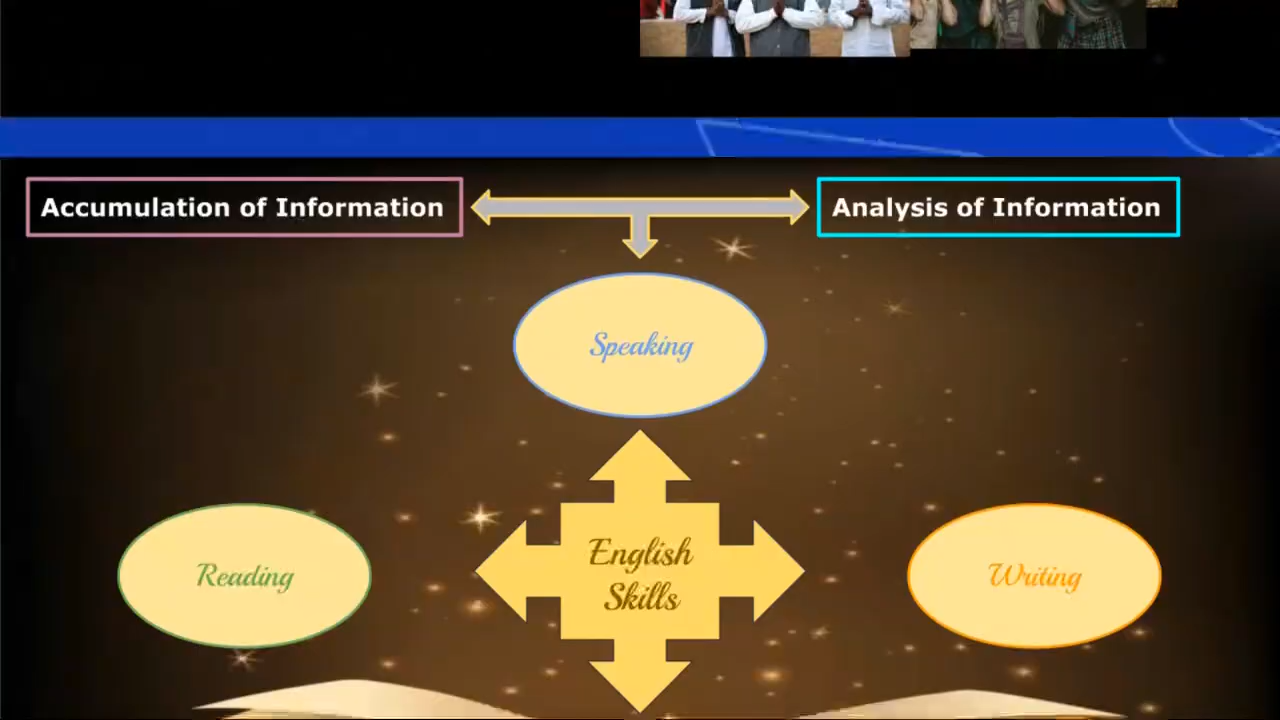 Accumulation of Information
Analysis of Information
Speaking
Reading
English
Skills
Writing